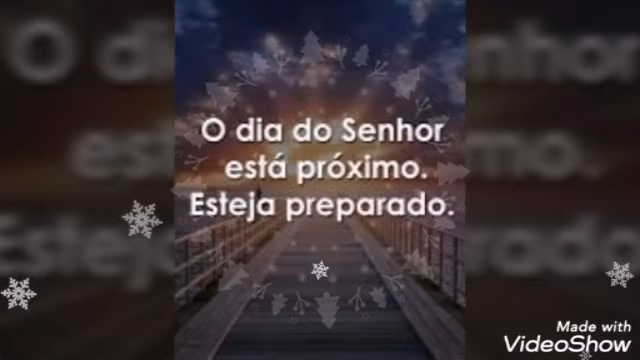 O dia do Senhor
está próximo.
Esteja preparado.
Made with
VideoShow